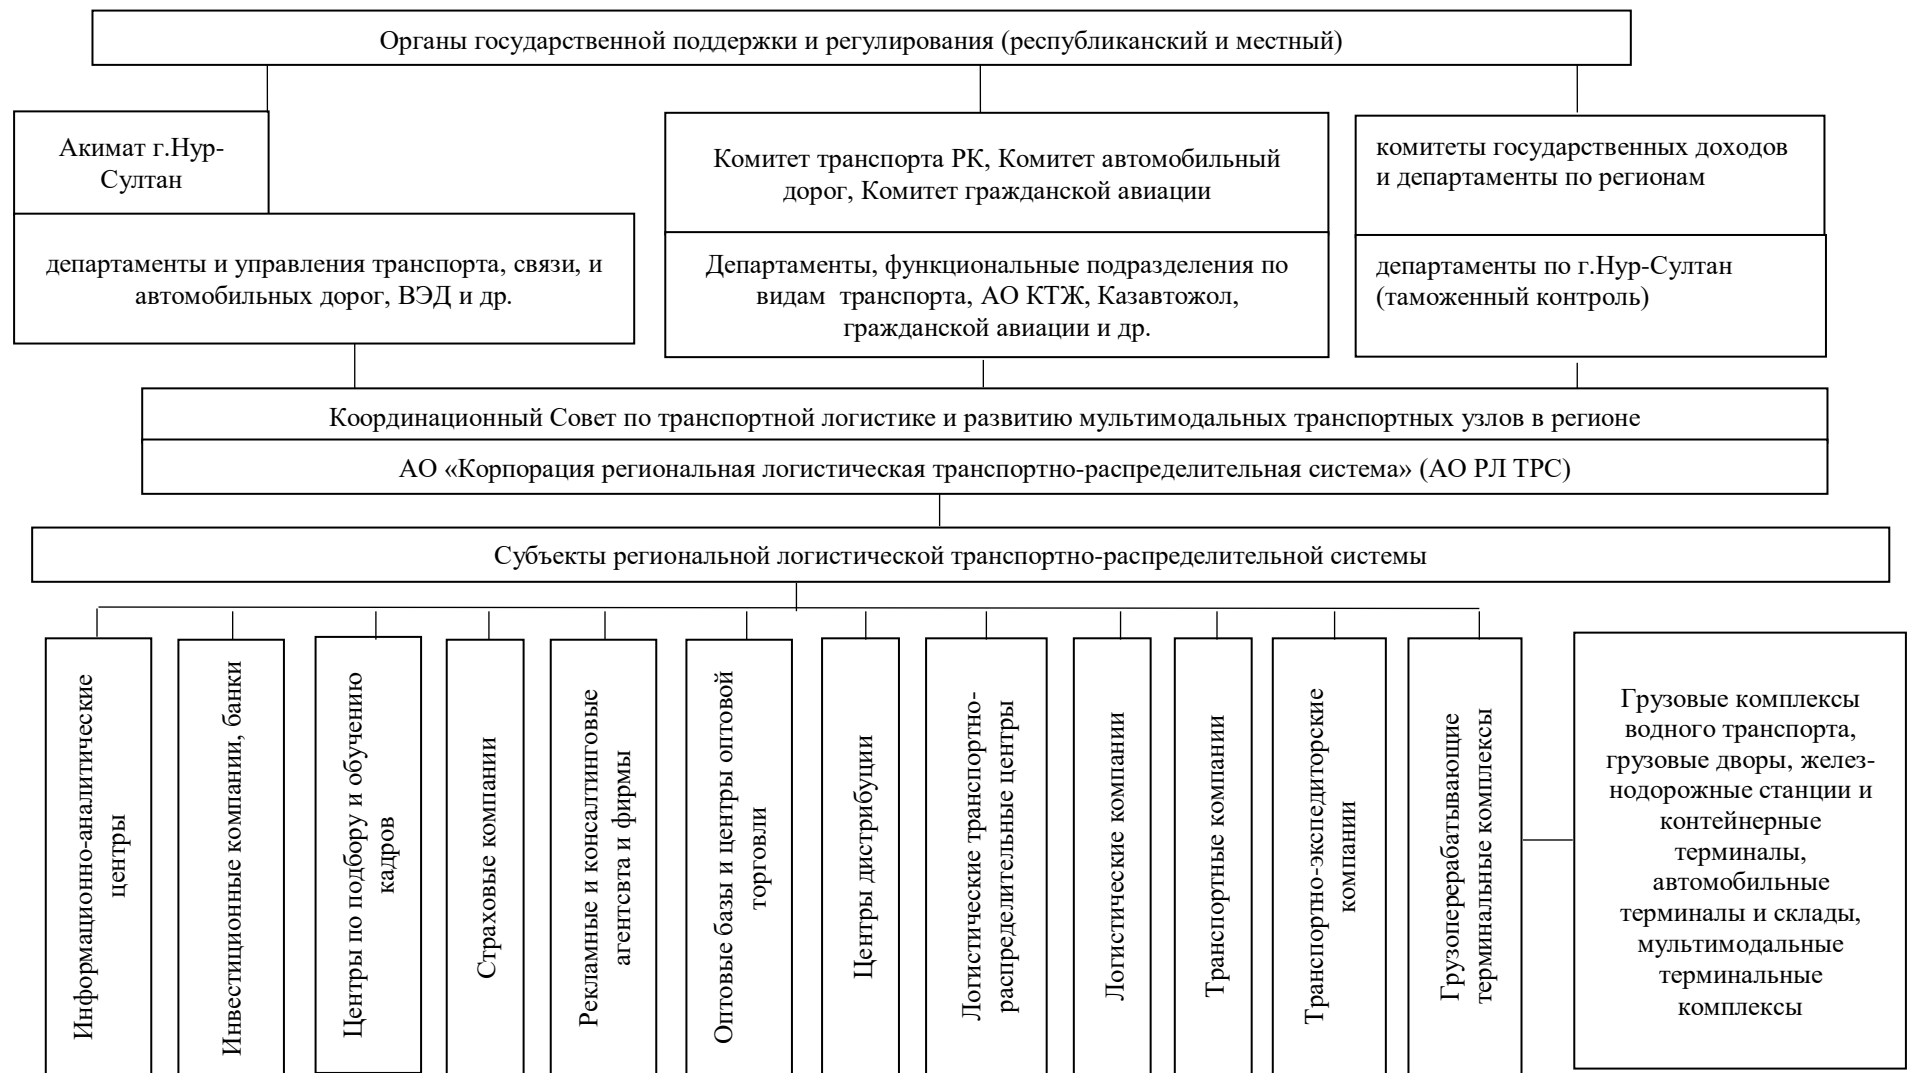 Органы государственной поддержки и регулирования (республиканский и местный)
Акимат г.Нур-
Султан
департаменты и управления транспорта, связи, и
автомобильных дорог, ВЭД и др.
Комитет транспорта РК, Комитет автомобильный
дорог, Комитет гражданской авиации
Департаменты, функциональные подразделения по
видам транспорта, АО КТЖ, Казавтожол,
гражданской авиации и др.
комитеты государственных доходов
и департаменты по регионам
департаменты по г.Нур-Султан
(таможенный контроль)
Координационный Совет по транспортной логистике и развитию мультимодальных транспортных узлов в регионе
АО «Корпорация региональная логистическая транспортно-распределительная система» (АО РЛ ТРС)
Субъекты региональной логистической транспортно-распределительной системы
Информационно-аналитические
центры
Инвестиционные компании, банки
Центры по подбору и обучению
кадров
Страховые компании
Рекламные и консалтинговые
агентсвта и фирмы
Оптовые базы и центры оптовой
торговли
Центры дистрибуции
Логистические транспортно-
распределительные центры
Логистические компании
Транспортные компании
Транспортно-экспедиторские
компании
Грузоперерабатывающие
терминальные комплексы
Грузовые комплексы
водного транспорта,
грузовые дворы, желез-
нодорожные станции и
контейнерные
терминалы,
автомобильные
терминалы и склады,
мультимодальные
терминальные
комплексы